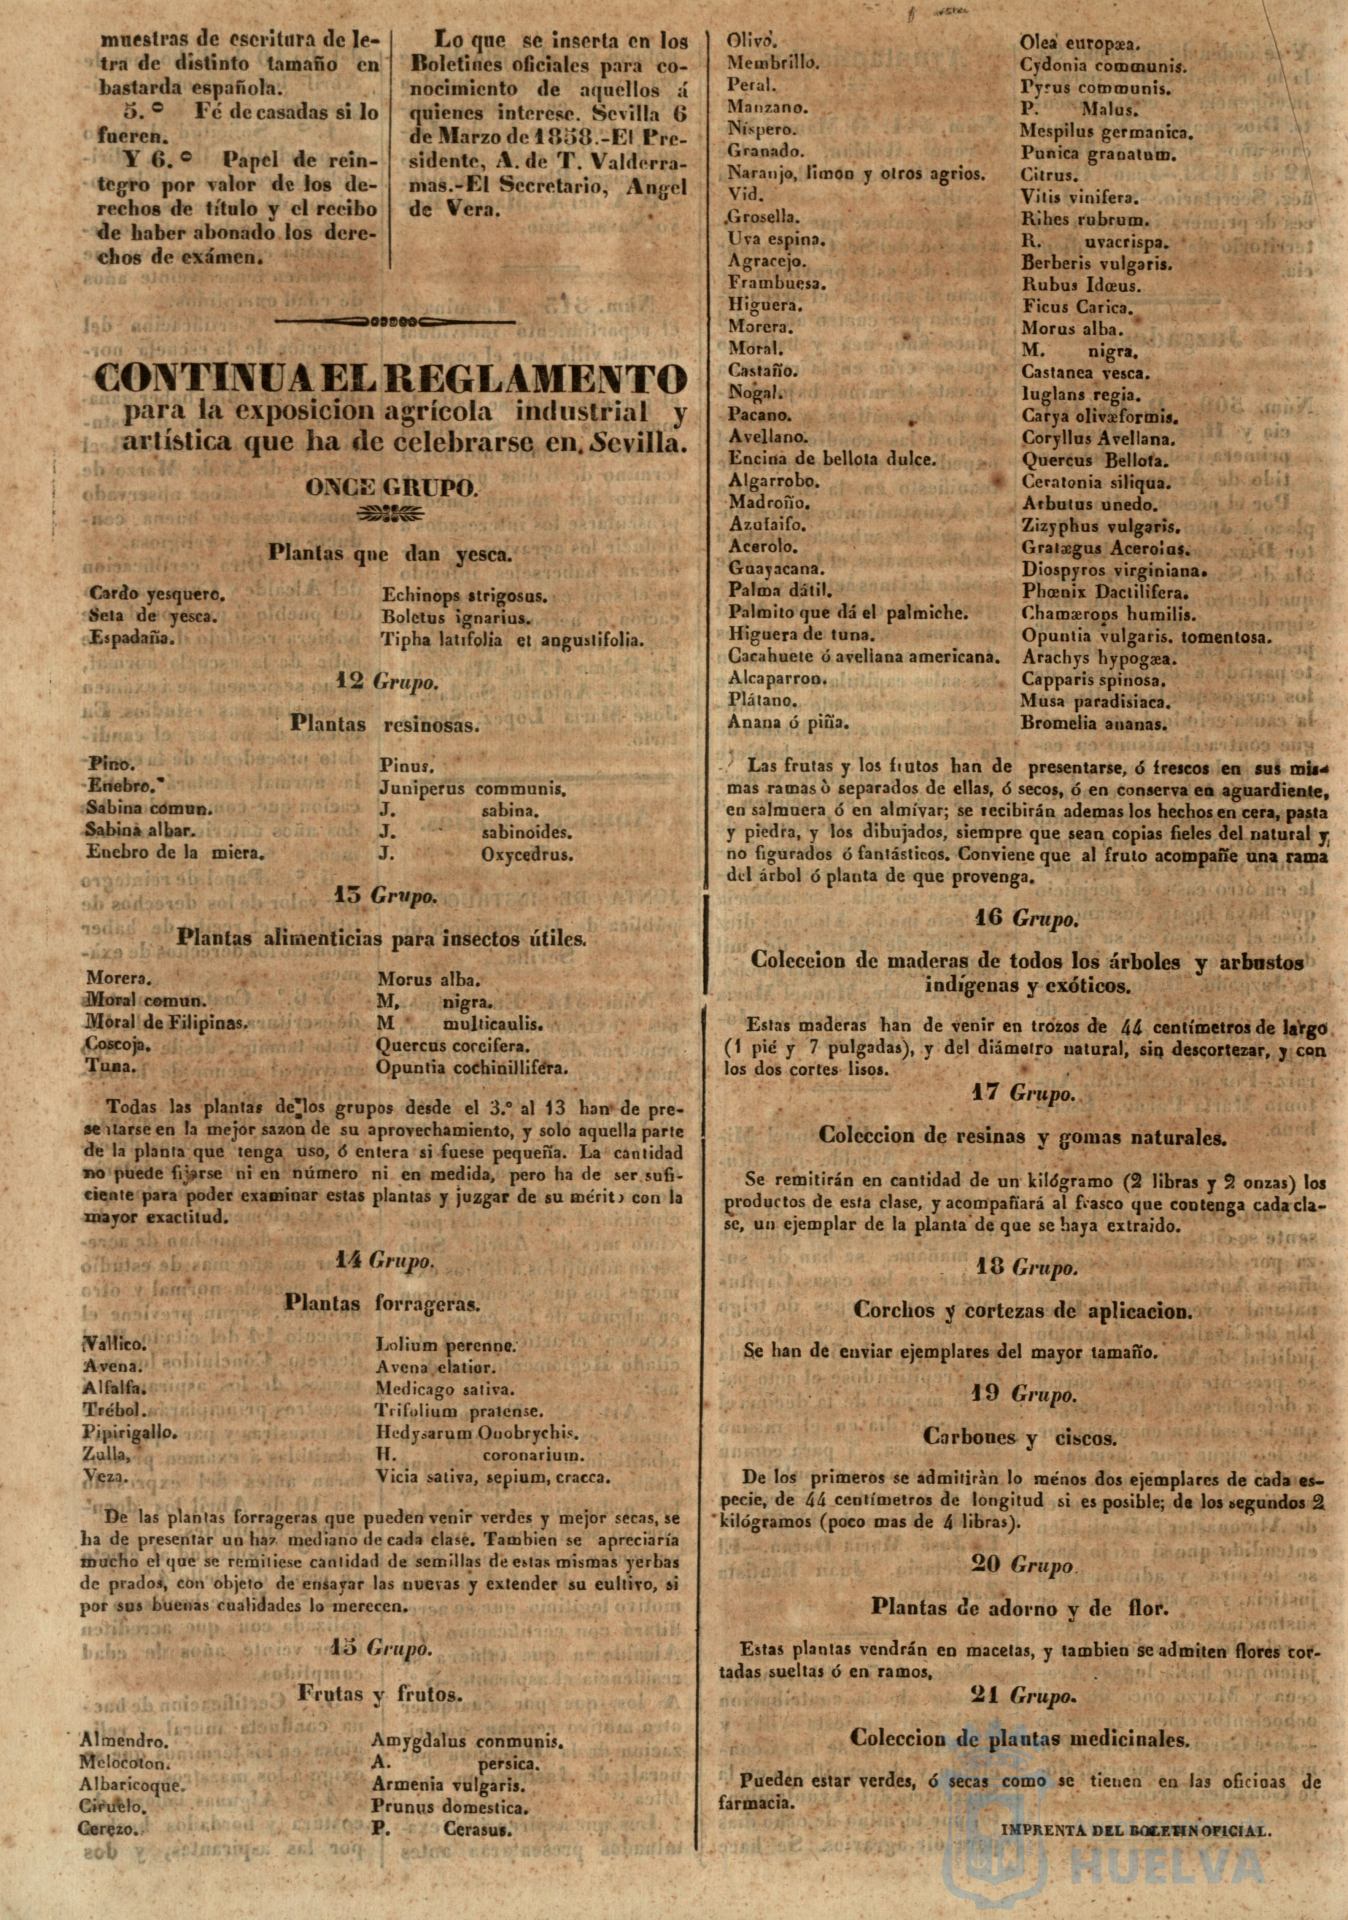 muestras de escritura de le-
tra de distinto tamaño en
bastarda española.
5.º Fé de casadas si lo
fueren.
Y 6.º Papel de rein-
tegro por valor de los de-
rechos de título y el recibo
de haber abonado los dere-
chos de exámen.
Lo que se inserta en los
Boletines oficiales para co-
nocimiento de aquellos á
quienes interese. Sevilla 6
de Marzo de 1858.-El Pre-
sidente, A. de T. Valderra-
mas.-El Secretario, Angel
de Vera.
CONTINUA EL REGLAMENTO
para la exposicion agrícola industrial y
artística que ha de celebrarse en Sevilla.
ONCE GRUPO.
Plantas que dan yesca.
Cardo yesquero. Echinops strigosus.
Seta de yesca. Boletus ignarius.
Espadaña. Tipha latifolia et angustifolia.
12 Grupo.
Plantas resinosas.
Pino. Pinus.
Enebro. Juniperus communis.
Sabina comun. J. sabina.
Sabina albar. J. sabinoides.
Enebro de la miera. J. Oxycedrus.
13 Grupo.
Plantas alimenticias para insectos útiles.
Morera. Morus alba.
Moral comun. M, nigra.
Moral de Filipinas. M multicaulis.
Coscoja. Quercus corcifera.
Tuna. Opuntia cochinillifera.
Todas las plantas de los grupos desde el 3.º al 13 han de pre-
sentarse en la mejor sazon de su aprovechamiento, y solo aquella parte
de la planta que tenga uso, ó entera si fuese pequeña. La cantidad
no puede fijarse ni en número ni en medida, pero ha de ser sufi-
ciente para poder examinar estas plantas y juzgar de su mérito con la
mayor exactitud.
14 Grupo.
Plantas forrageras.
Vallico. Lolium perenne.
Avena. Avena elatior.
Alfalfa. Medicago sativa.
Trébol. Trifolium pratense.
Pipirigallo. Hedysarum Onobrychis.
Zulla, H. coronarium.
Veza. Vicia sativa, sepium, cracca.
De las plantas forrageras que pueden venir verdes y mejor secas, se
ha de presentar un haz mediano de cada clase. Tambien se apreciaría
mucho el que se remitiese cantidad de semillas de estas mismas yerbas
de prados, con objeto de ensayar las nuevas y extender su cultivo, si
por sus buenas cualidades lo merecen.
15 Grupo.
Frutas y frutos.
Almendro. Amygdalus conmunis.
Melocoton. A. persica.
Albaricoque. Armenia vulgaris.
Ciruelo. Prunus domestica.
Cerezo. P. Cerasus.
Olivo. Olea europæa.
Membrillo. Cydonia communis.
Peral. Pyrus communis.
Manzano. P. Malus.
Níspero. Mespilus germanica.
Granado. Punica granatum.
Naranjo, limon y otros agrios. Citrus.
Vid. Vitis vinifera.
Grosella. Rihes rubrum.
Uva espina. R. uvacrispa.
Agracejo. Berberis vulgaris.
Frambuesa. Rubus Idœus.
Higuera. Ficus Carica.
Morera. Morus alba.
Moral. M. nigra.
Castaño. Castanea vesca.
Nogal. Iuglans regia.
Pacano. Carya olivæformis.
Avellano. Coryllus Avellana.
Encina de bellota dulce. Quercus Bellota.
Algarrobo. Ceratonia siliqua.
Madroño. Arbutus unedo.
Azufaifo. Zizyphus vulgaris.
Acerolo. Gratægus Acerolas.
Guayacana. Diospyros virginiana.
Palma dátil. Phœnix Dactilifera.
Palmito que dá el palmiche. Chamærops humilis.
Higuera de tuna. Opuntia vulgaris. tomentosa.
Cacahuete ó avellana americana. Arachys hypogæa.
Alcaparron. Capparis spinosa.
Plátano. Musa paradisiaca.
Anana ó piña. Bromelia ananas.
Las frutas y los frutos han de presentarse, ó frescos en sus mis-
mas ramas ò separados de ellas, ó secos, ó en conserva en aguardiente,
en salmuera ó en almívar; se recibirán ademas los hechos en cera, pasta
y piedra, y los dibujados, siempre que sean copias fieles del natural y
no figurados ó fantásticos. Conviene que al fruto acompañe una rama
del árbol ó planta de que provenga.
16 Grupo.
Coleccion de maderas de todos los árboles y arbustos
indígenas y exóticos.
Estas maderas han de venir en trozos de 44 centímetros de largo
(1 pié y 7 pulgadas), y del diámetro natural, sin descortezar, y con
los dos cortes lisos.
17 Grupo.
Coleccion de resinas y gomas naturales.
Se remitirán en cantidad de un kilógramo (2 libras y 2 onzas) los
productos de esta clase, y acompañará al frasco que contenga cada cla-
se, un ejemplar de la planta de que se haya extraido.
18 Grupo.
Corchos y cortezas de aplicacion.
Se han de enviar ejemplares del mayor tamaño.
19 Grupo.
Carbones y ciscos.
De los primeros se admitiràn lo ménos dos ejemplares de cada es-
pecie, de 44 centímetros de longitud si es posible; de los segundos 2
kilógramos (poco mas de 4 libras).
20 Grupo
Plantas de adorno y de flor.
Estas plantas vendrán en macetas, y tambien se admiten flores cor-
tadas sueltas ó en ramos,
21 Grupo.
Coleccion de plantas medicinales.
Pueden estar verdes, ó secas como se tienen en las oficinas de
farmacia.
IMPRENTA DEL BOLETIN OFICIAL.
HUELVA